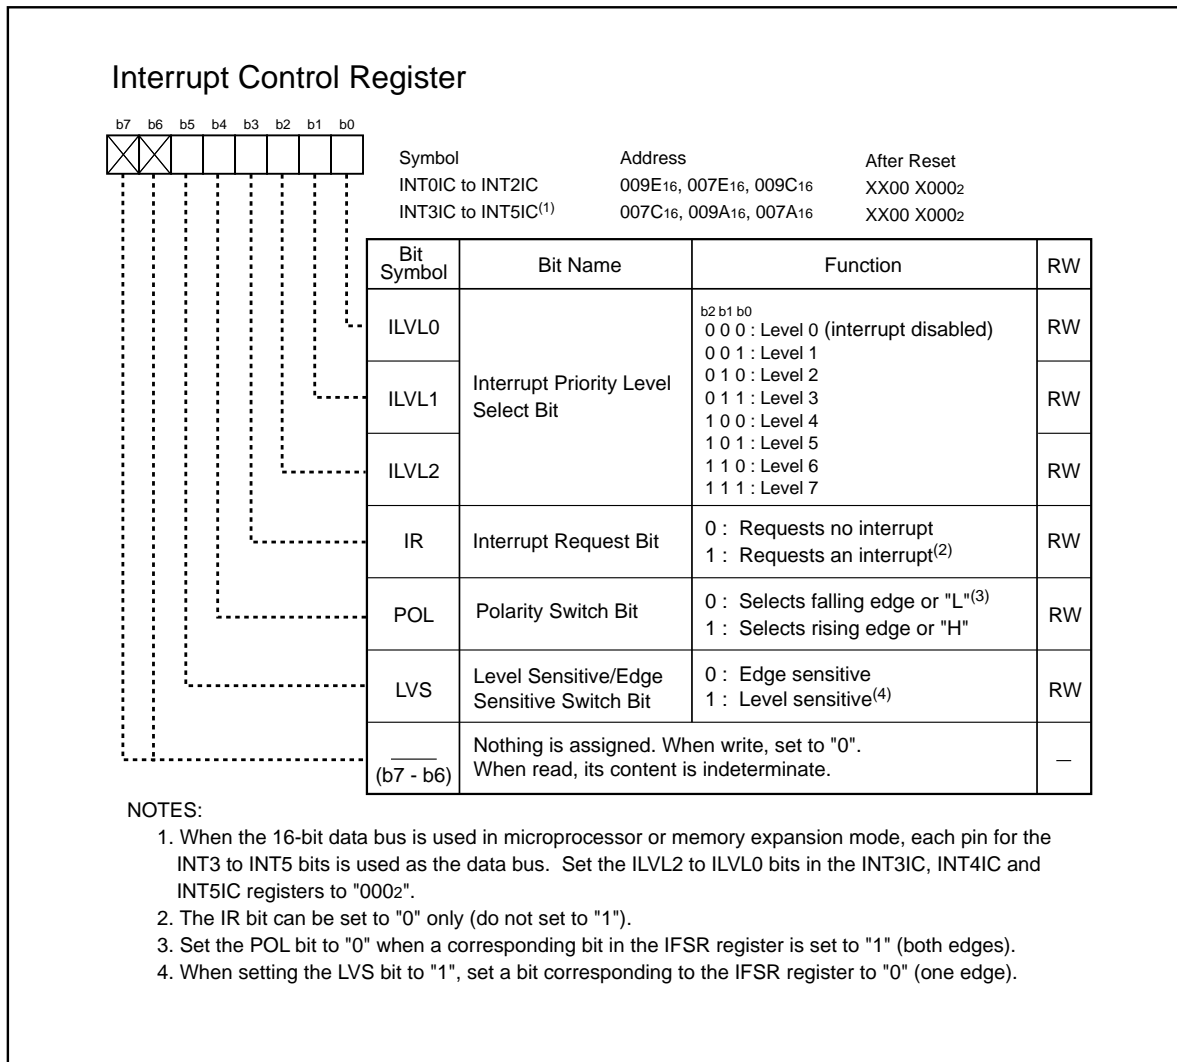 Interrupt Control Register
b7 b6 b5 b4 b3 b2 b1 b0
Symbol Address After Reset
INT0IC to INT2IC 009E16, 007E16, 009C16 XX00 X0002
INT3IC to INT5IC(1) 007C16, 009A16, 007A16 XX00 X0002
Bit Symbol Bit Name Function RW
ILVL0 RW
ILVL1 RW
ILVL2 RW
Interrupt Priority Level
Select Bit
b2 b1 b0
0 0 0 : Level 0 (interrupt disabled)
0 0 1 : Level 1
0 1 0 : Level 2
0 1 1 : Level 3
1 0 0 : Level 4
1 0 1 : Level 5
1 1 0 : Level 6
1 1 1 : Level 7
IR Interrupt Request Bit RW
0 : Requests no interrupt
1 : Requests an interrupt(2)
POL Polarity Switch Bit RW
0 : Selects falling edge or "L"(3)
1 : Selects rising edge or "H"
LVS RW
Level Sensitive/Edge
Sensitive Switch Bit
0 : Edge sensitive
1 : Level sensitive(4)
(b7 - b6) —
Nothing is assigned. When write, set to "0".
When read, its content is indeterminate.
NOTES:
1. When the 16-bit data bus is used in microprocessor or memory expansion mode, each pin for the
INT3 to INT5 bits is used as the data bus. Set the ILVL2 to ILVL0 bits in the INT3IC, INT4IC and
INT5IC registers to "0002".
2. The IR bit can be set to "0" only (do not set to "1").
3. Set the POL bit to "0" when a corresponding bit in the IFSR register is set to "1" (both edges).
4. When setting the LVS bit to "1", set a bit corresponding to the IFSR register to "0" (one edge).